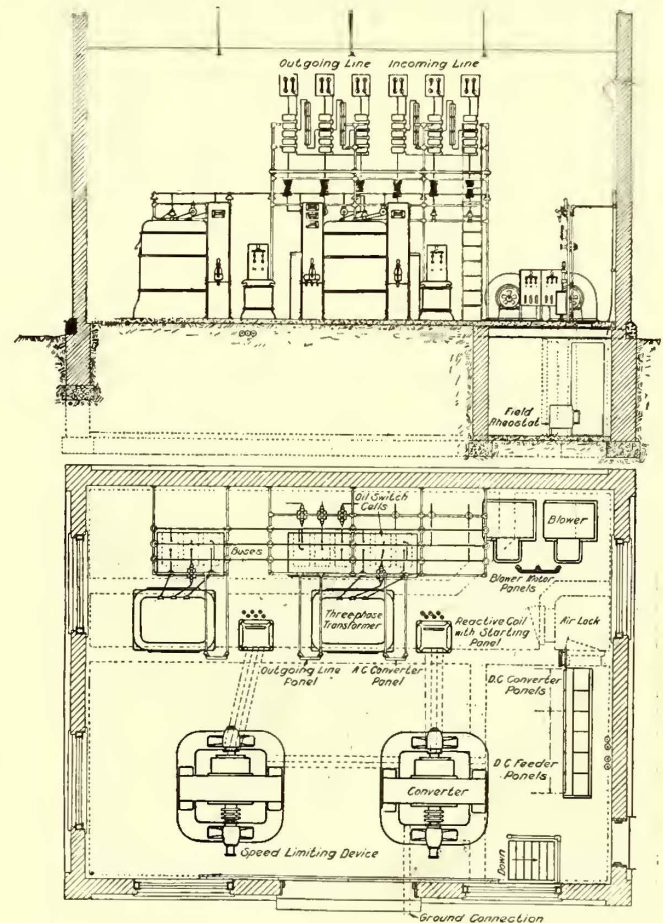 Outgoing Line Incoming Line
Field
Rheostat
Oil Switch
Cells
Buses
Blower
Blower Motor
Panels
Three phase
Transformer
Reactive Coil
with Starting
Panel
Air Lock
Outgoing Line
Panel
A C Converter
Panel
D.C. Converter
Panels
D C Feeder
Panels
Converter
Speed Limiting Device
Down
Ground Connection